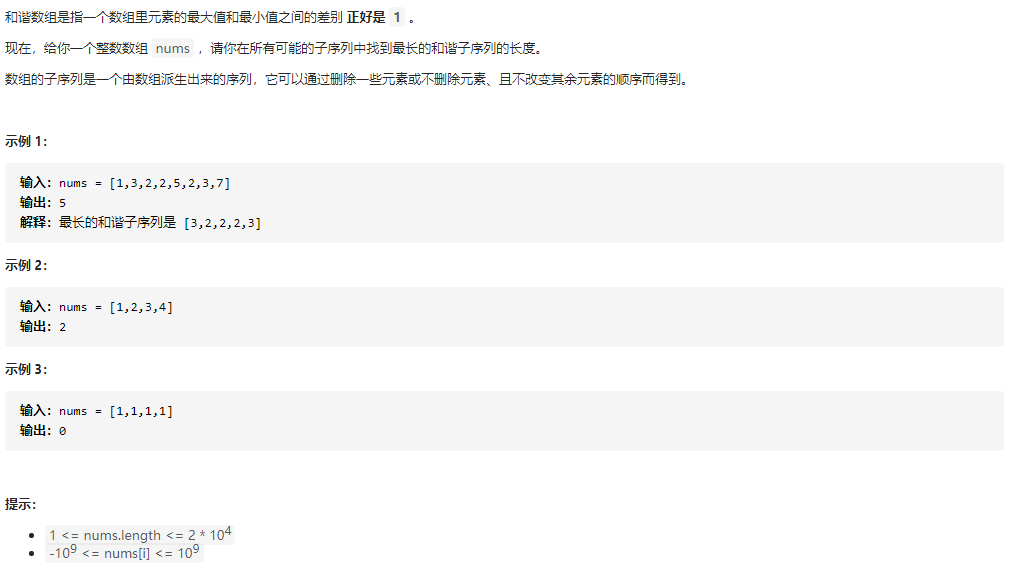 和谐数组是指一个数组里元素的最大值和最小值之间的差别 正好是 1 。
现在，给你一个整数数组 nums ，请你在所有可能的子序列中找到最长的和谐子序列的长度。
数组的子序列是一个由数组派生出来的序列，它可以通过删除一些元素或不删除元素、且不改变其余元素的顺序而得到。
示例 1：
输入：nums = [1,3,2,2,5,2,3,7]
输出：5
解释：最长的和谐子序列是 [3,2,2,2,3]
示例 2：
输入：nums = [1,2,3,4]
输出：2
示例 3：
输入：nums = [1,1,1,1]
输出：0
提示：
• 1 <= nums.length <= 2 * 10⁴
• -10⁹ <= nums[i] <= 10⁹